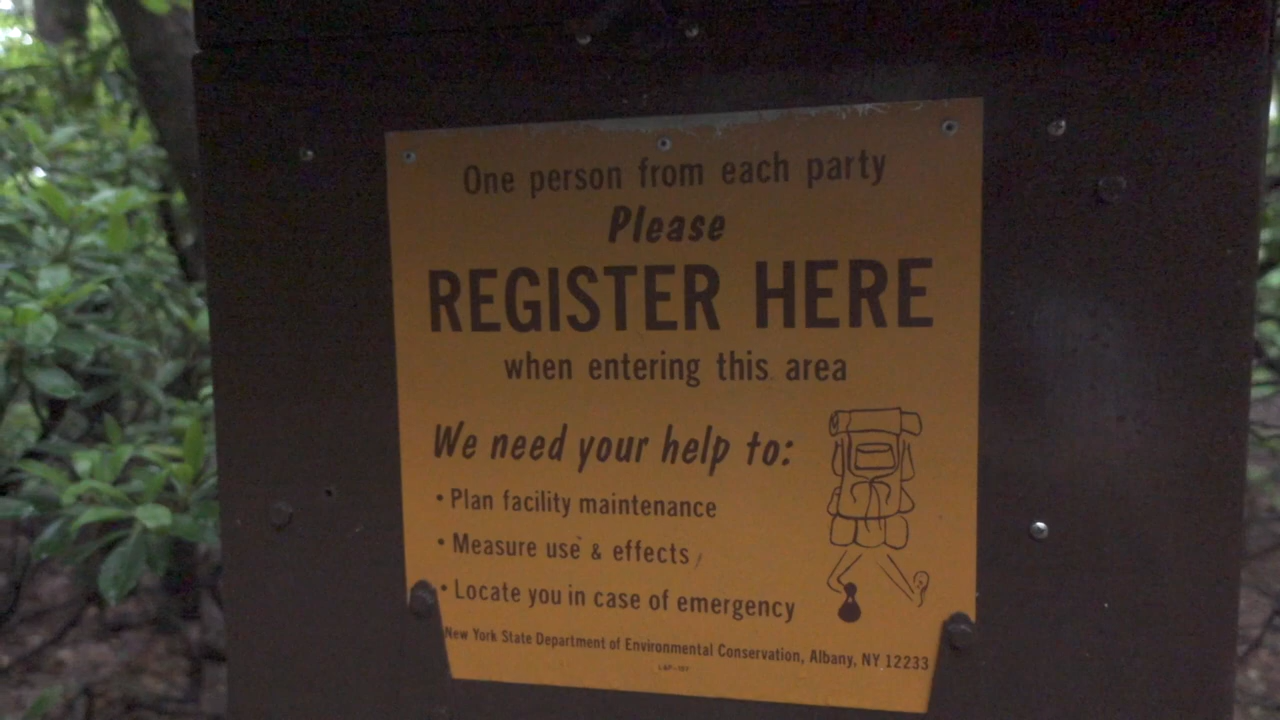 One person from each party
Please
REGISTER HERE
when entering this area
We need your help to:
• Plan facility maintenance
• Measure use & effects
• Locate you in case of emergency
New York State Department of Environmental Conservation, Albany, NY 12233